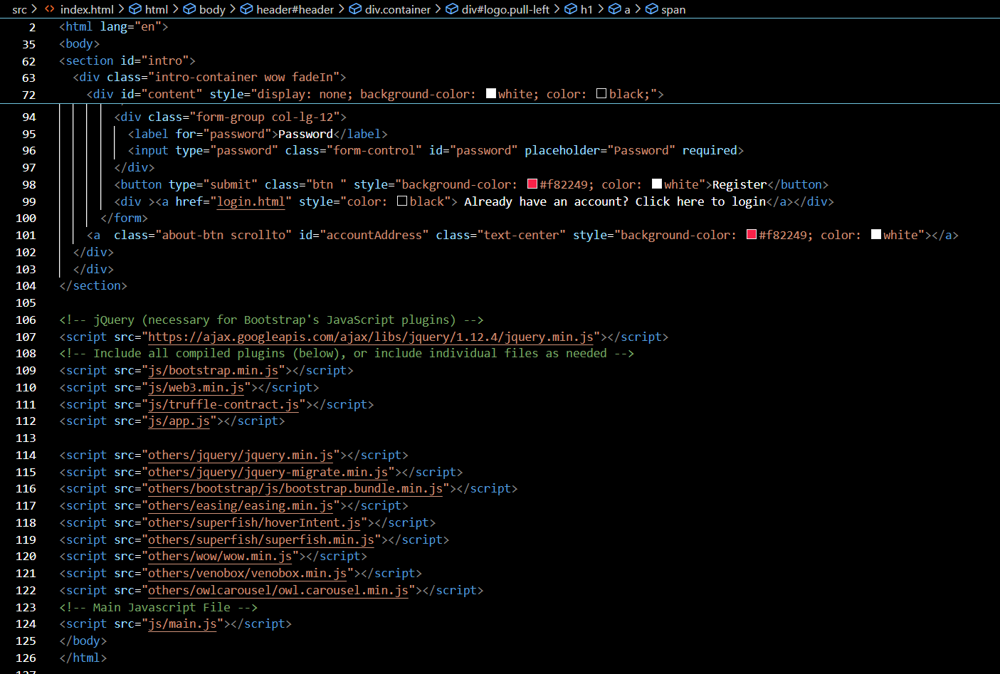 src > index.html > html > body > header#header > div.container > div#logo.pull-left > h1 > a > span
2 <html lang="en">
35 <body>
62 <section id="intro">
63 <div class="intro-container wow fadeIn">
72 <div id="content" style="display: none; background-color: white; color: black;">
94 <div class="form-group col-lg-12">
95 <label for="password">Password</label>
96 <input type="password" class="form-control" id="password" placeholder="Password" required>
97 </div>
98 <button type="submit" class="btn " style="background-color: #f82249; color: white">Register</button>
99 <div ><a href="login.html" style="color: black"> Already have an account? Click here to login</a></div>
100 </form>
101 <a  class="about-btn scrollto" id="accountAddress" class="text-center" style="background-color: #f82249; color: white"></a>
102 </div>
103 </div>
104 </section>
105
106 <!-- jQuery (necessary for Bootstrap's JavaScript plugins) -->
107 <script src="https://ajax.googleapis.com/ajax/libs/jquery/1.12.4/jquery.min.js"></script>
108 <!-- Include all compiled plugins (below), or include individual files as needed -->
109 <script src="js/bootstrap.min.js"></script>
110 <script src="js/web3.min.js"></script>
111 <script src="js/truffle-contract.js"></script>
112 <script src="js/app.js"></script>
113
114 <script src="others/jquery/jquery.min.js"></script>
115 <script src="others/jquery/jquery-migrate.min.js"></script>
116 <script src="others/bootstrap/js/bootstrap.bundle.min.js"></script>
117 <script src="others/easing/easing.min.js"></script>
118 <script src="others/superfish/hoverIntent.js"></script>
119 <script src="others/superfish/superfish.min.js"></script>
120 <script src="others/wow/wow.min.js"></script>
121 <script src="others/venobox/venobox.min.js"></script>
122 <script src="others/owlcarousel/owl.carousel.min.js"></script>
123 <!-- Main Javascript File -->
124 <script src="js/main.js"></script>
125 </body>
126 </html>